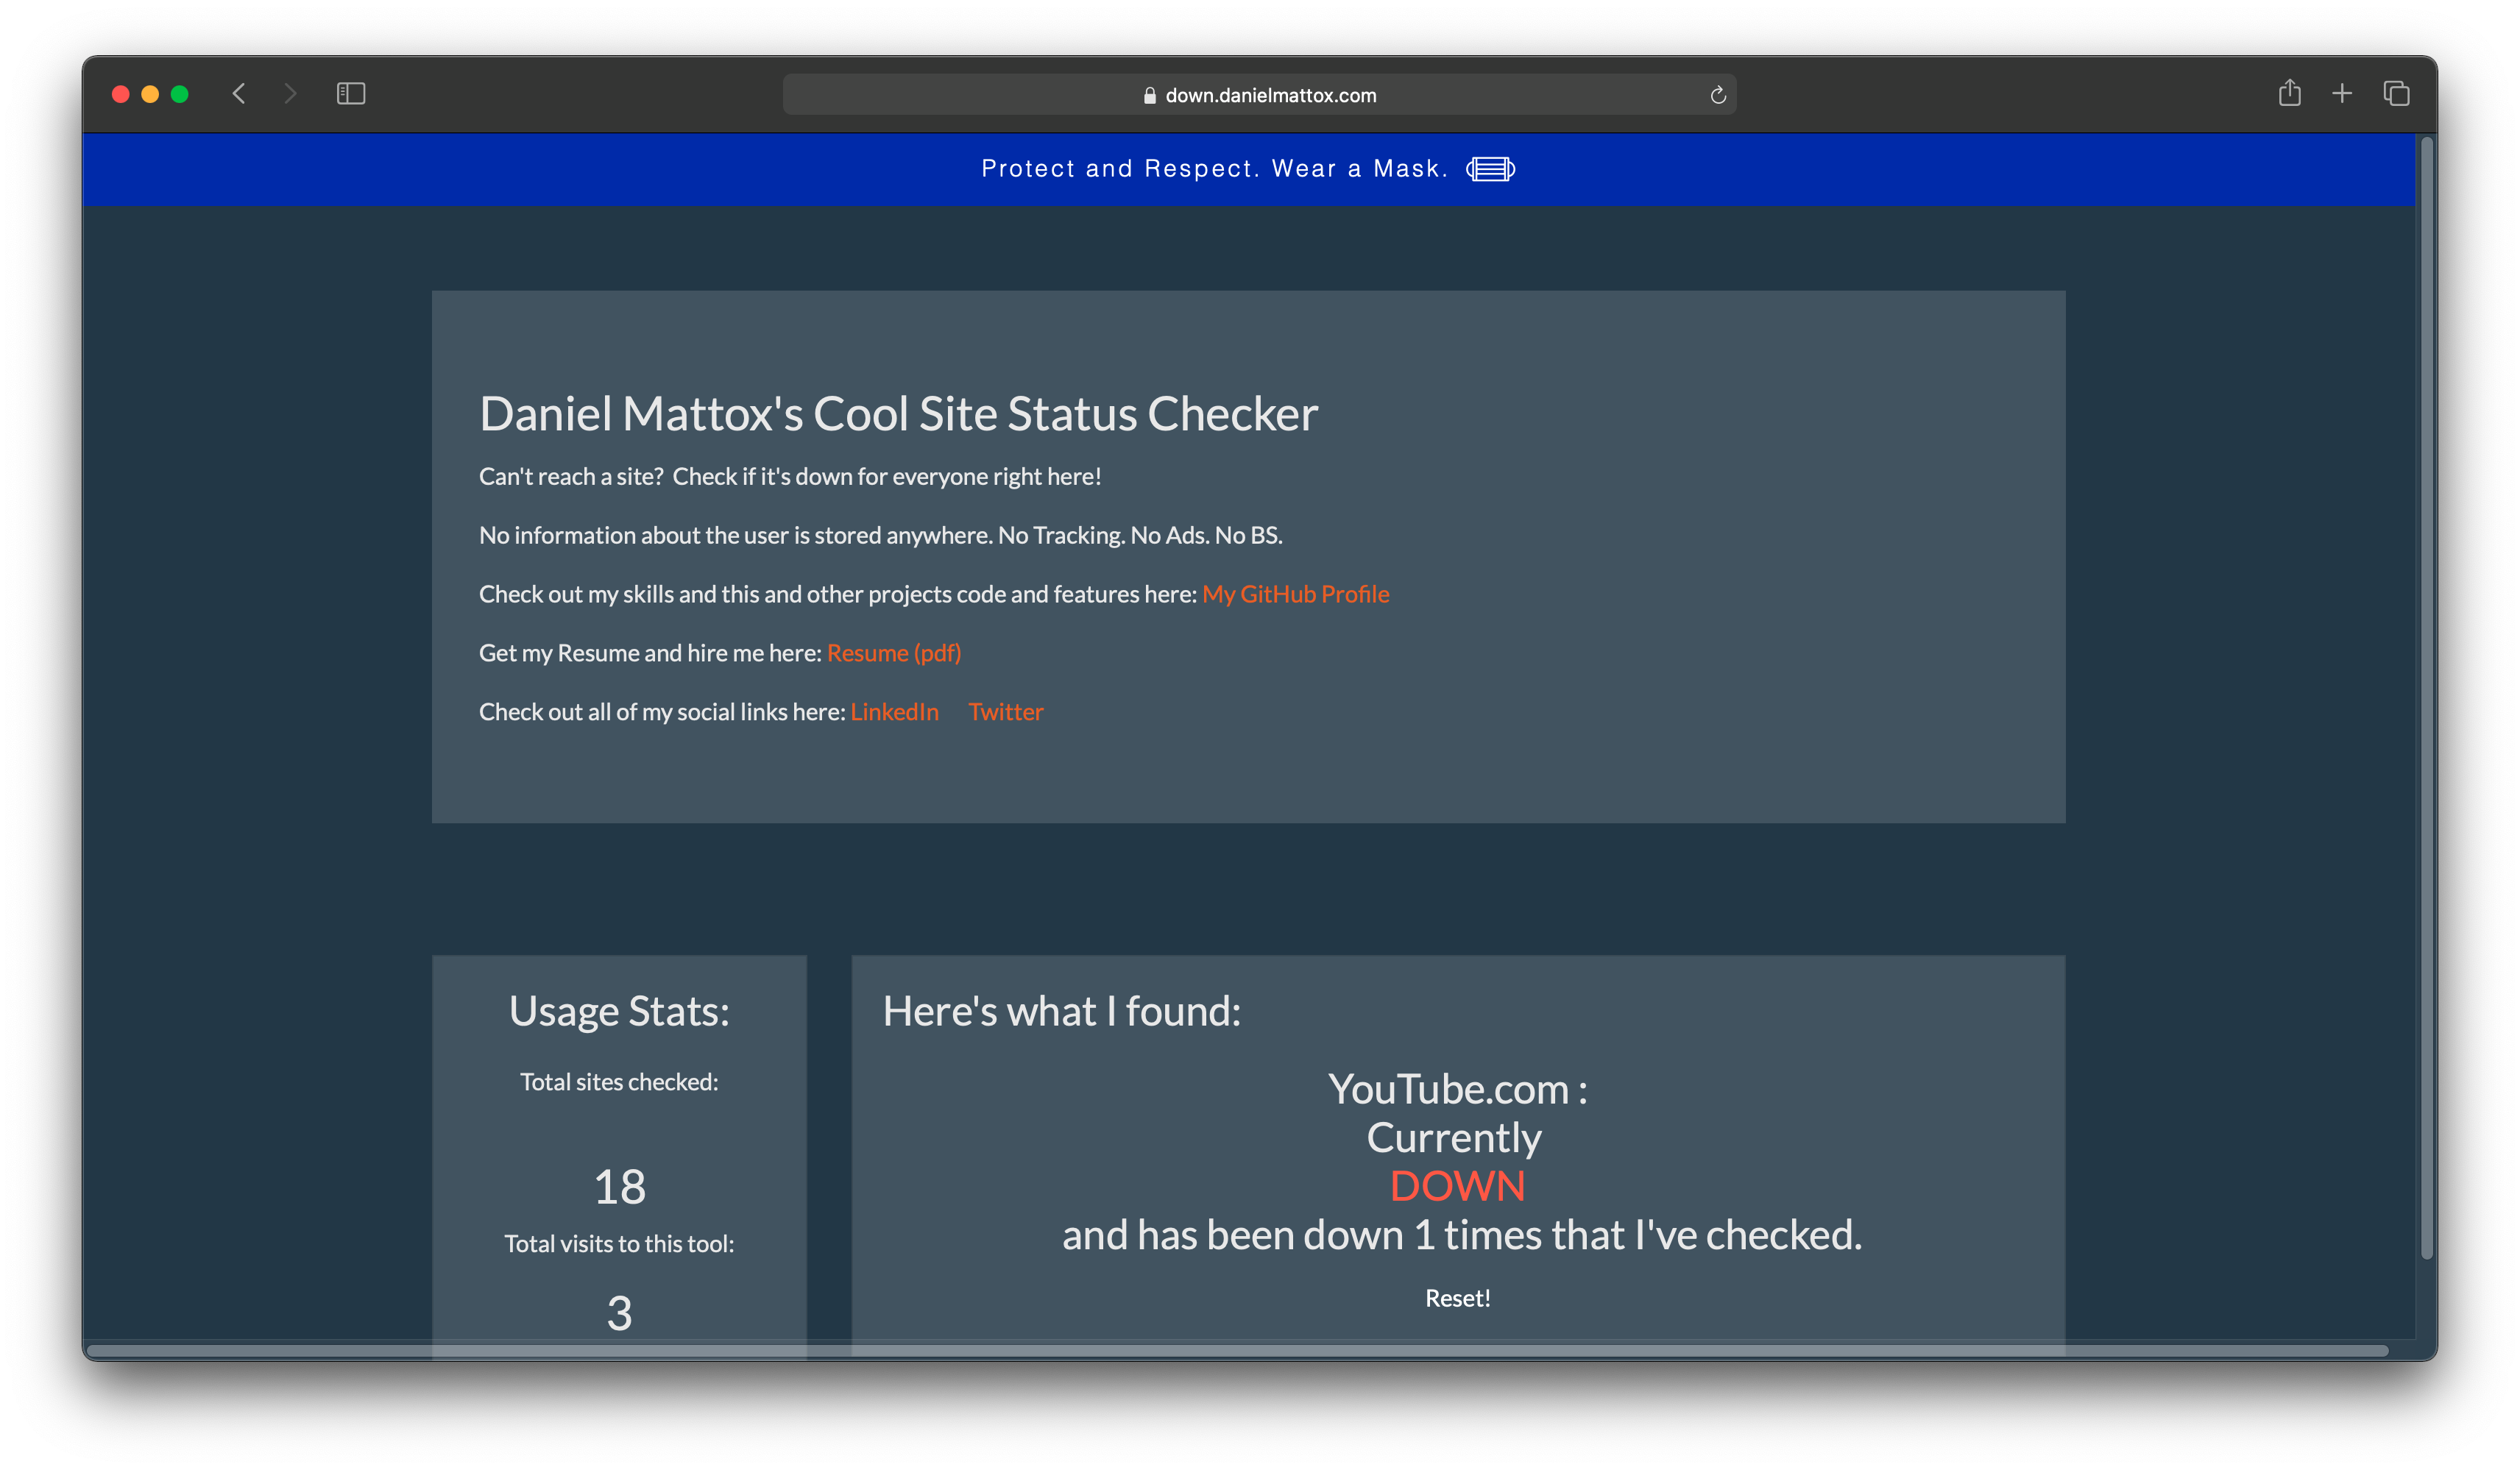 down.danielmattox.com
Protect and Respect. Wear a Mask.
Daniel Mattox's Cool Site Status Checker
Can't reach a site?  Check if it's down for everyone right here!
No information about the user is stored anywhere. No Tracking. No Ads. No BS.
Check out my skills and this and other projects code and features here: My GitHub Profile
Get my Resume and hire me here: Resume (pdf)
Check out all of my social links here: LinkedIn Twitter
Usage Stats:
Total sites checked:
18
Total visits to this tool:
3
Here's what I found:
YouTube.com :
Currently
DOWN
and has been down 1 times that I've checked.
Reset!